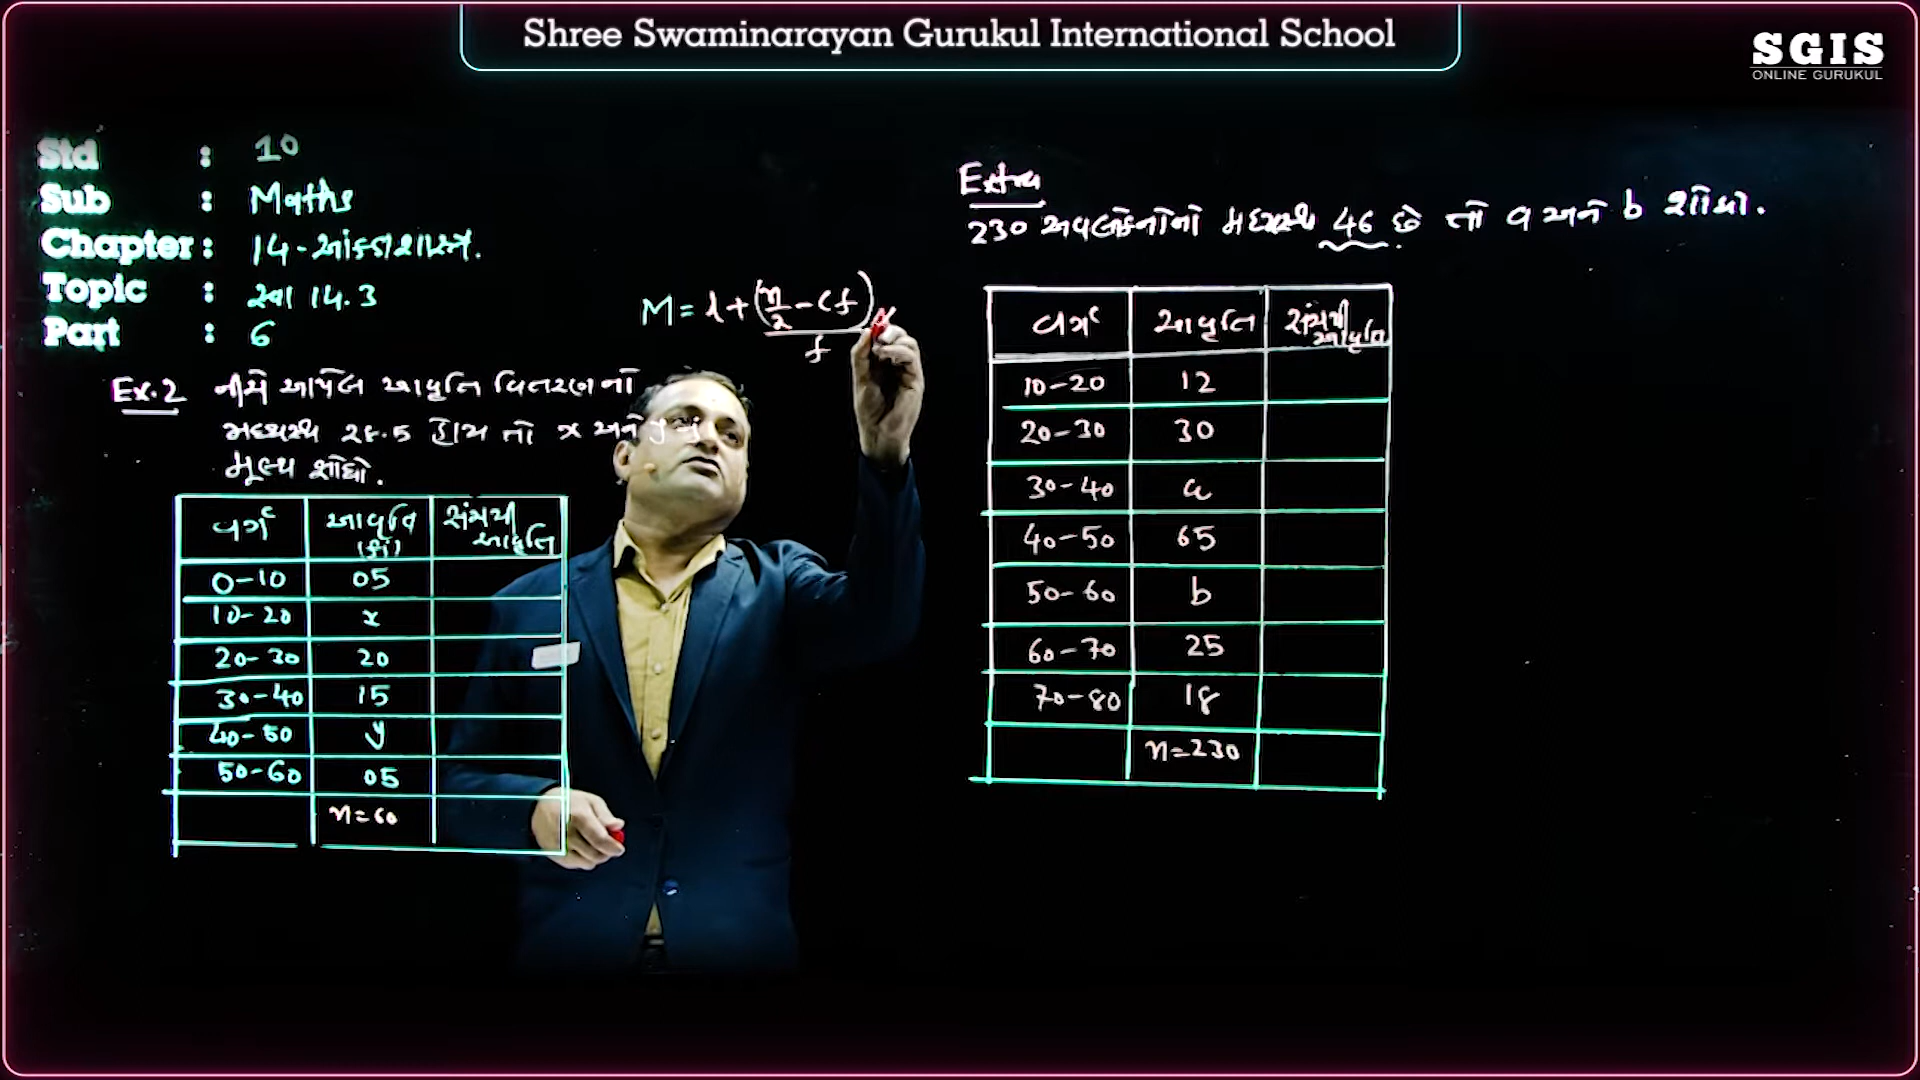 Shree Swaminarayan Gurukul International School
SGIS
ONLINE GURUKUL
Std : 10
Sub : Maths
Chapter : 14-આંકડાશાસ્ત્ર.
Topic : સ્વા 14.3
Part : 6
M = l + (n/2 - cf) x
f
Ex.2 નીચે આપેલ આવૃત્તિ વિતરણનો
મધ્યસ્થ 28.5 હોય તો x અને y નું
મૂલ્ય શોધો.
વર્ગ આવૃત્તિ (fi) સંચયી આવૃત્તિ
0-10 05
10-20 x
20-30 20
30-40 15
40-50 y
50-60 05
n=60
Extra
230 અવલોકનોનો મધ્યસ્થ 46 છે તો a અને b શોધો.
વર્ગ આવૃત્તિ સંચયી આવૃત્તિ
10-20 12
20-30 30
30-40 a
40-50 65
50-60 b
60-70 25
70-80 18
n=230